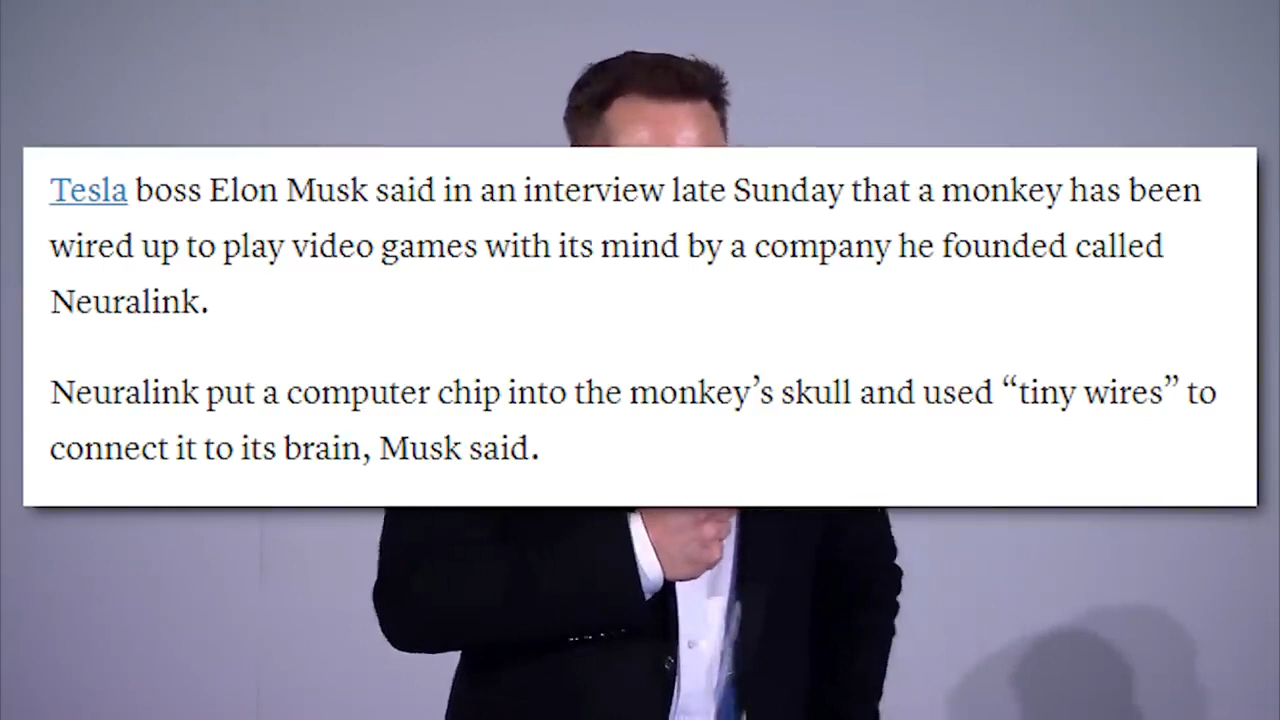 Tesla boss Elon Musk said in an interview late Sunday that a monkey has been
wired up to play video games with its mind by a company he founded called
Neuralink.
Neuralink put a computer chip into the monkey’s skull and used “tiny wires” to
connect it to its brain, Musk said.